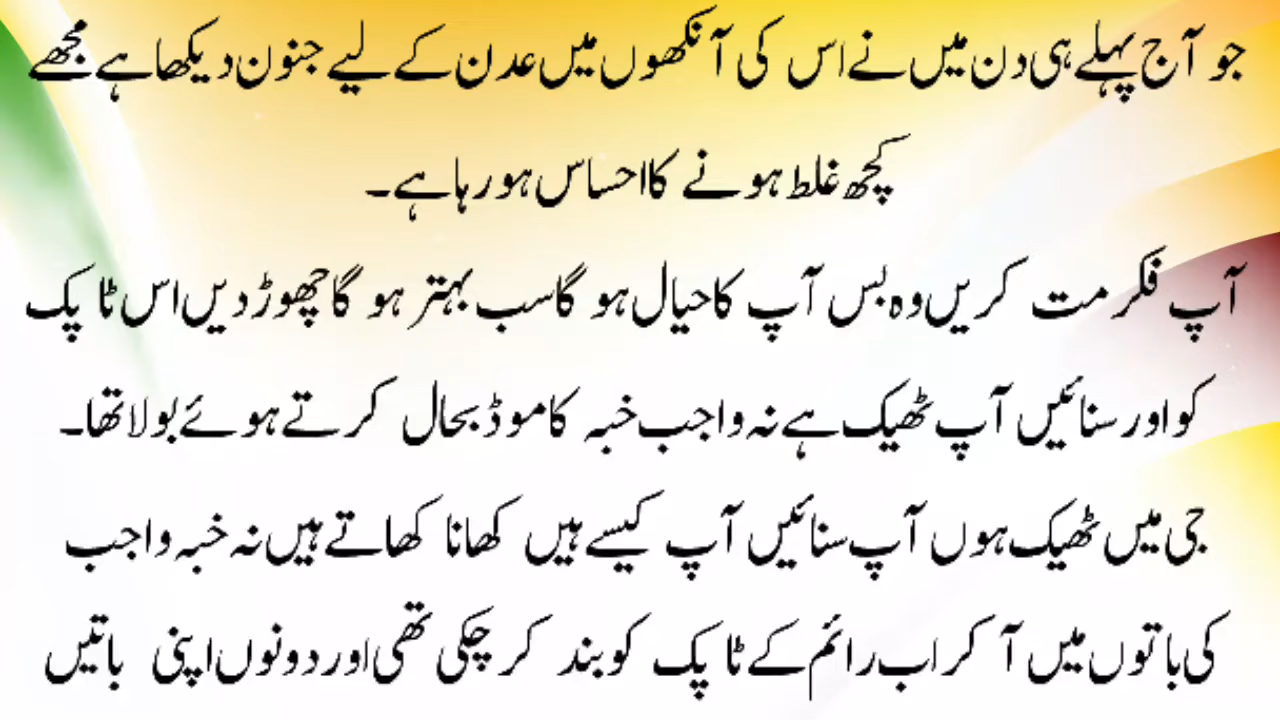 جو آج پہلے ہی دن میں نے اس کی آنکھوں میں عدن کے لیے جنون دیکھا ہے مجھے
کچھ غلط ہونے کا احساس ہو رہا ہے۔
آپ فکر مت کریں وہ بس آپ کا خیال ہو گا سب بہتر ہو گا چھوڑ دیں اس ٹاپک
کو اور سنائیں آپ ٹھیک ہے نہ واجب خبہ کا موڈ بحال کرتے ہوئے بولا تھا۔
جی میں ٹھیک ہوں آپ سنائیں آپ کیسے ہیں کھانا کھاتے ہیں نہ خبہ واجب
کی باتوں میں آ کر اب رائم کے ٹاپک کو بند کر چکی تھی اور دونوں اپنی باتیں